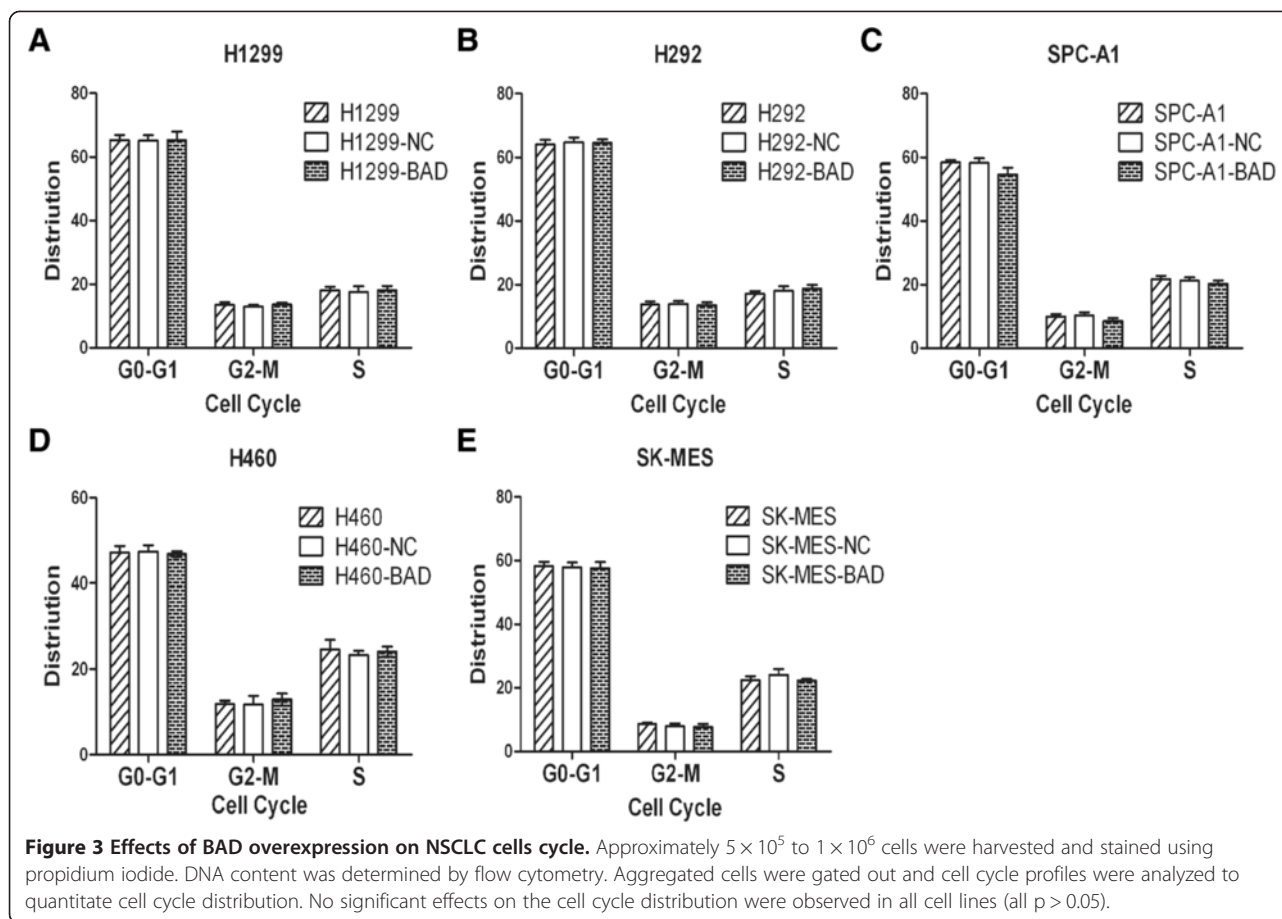 A
H1299
80
60
40
20
0
Distriution
H1299
H1299-NC
H1299-BAD
G0-G1 G2-M S
Cell Cycle
B
H292
80
60
40
20
0
Distriution
H292
H292-NC
H292-BAD
G0-G1 G2-M S
Cell Cycle
C
SPC-A1
80
60
40
20
0
Distriution
SPC-A1
SPC-A1-NC
SPC-A1-BAD
G0-G1 G2-M S
Cell Cycle
D
H460
60
40
20
0
Distriution
H460
H460-NC
H460-BAD
G0-G1 G2-M S
Cell Cycle
E
SK-MES
80
60
40
20
0
Distriution
SK-MES
SK-MES-NC
SK-MES-BAD
G0-G1 G2-M S
Cell Cycle
Figure 3 Effects of BAD overexpression on NSCLC cells cycle. Approximately 5 × 10⁵ to 1 × 10⁶ cells were harvested and stained using
propidium iodide. DNA content was determined by flow cytometry. Aggregated cells were gated out and cell cycle profiles were analyzed to
quantitate cell cycle distribution. No significant effects on the cell cycle distribution were observed in all cell lines (all p > 0.05).